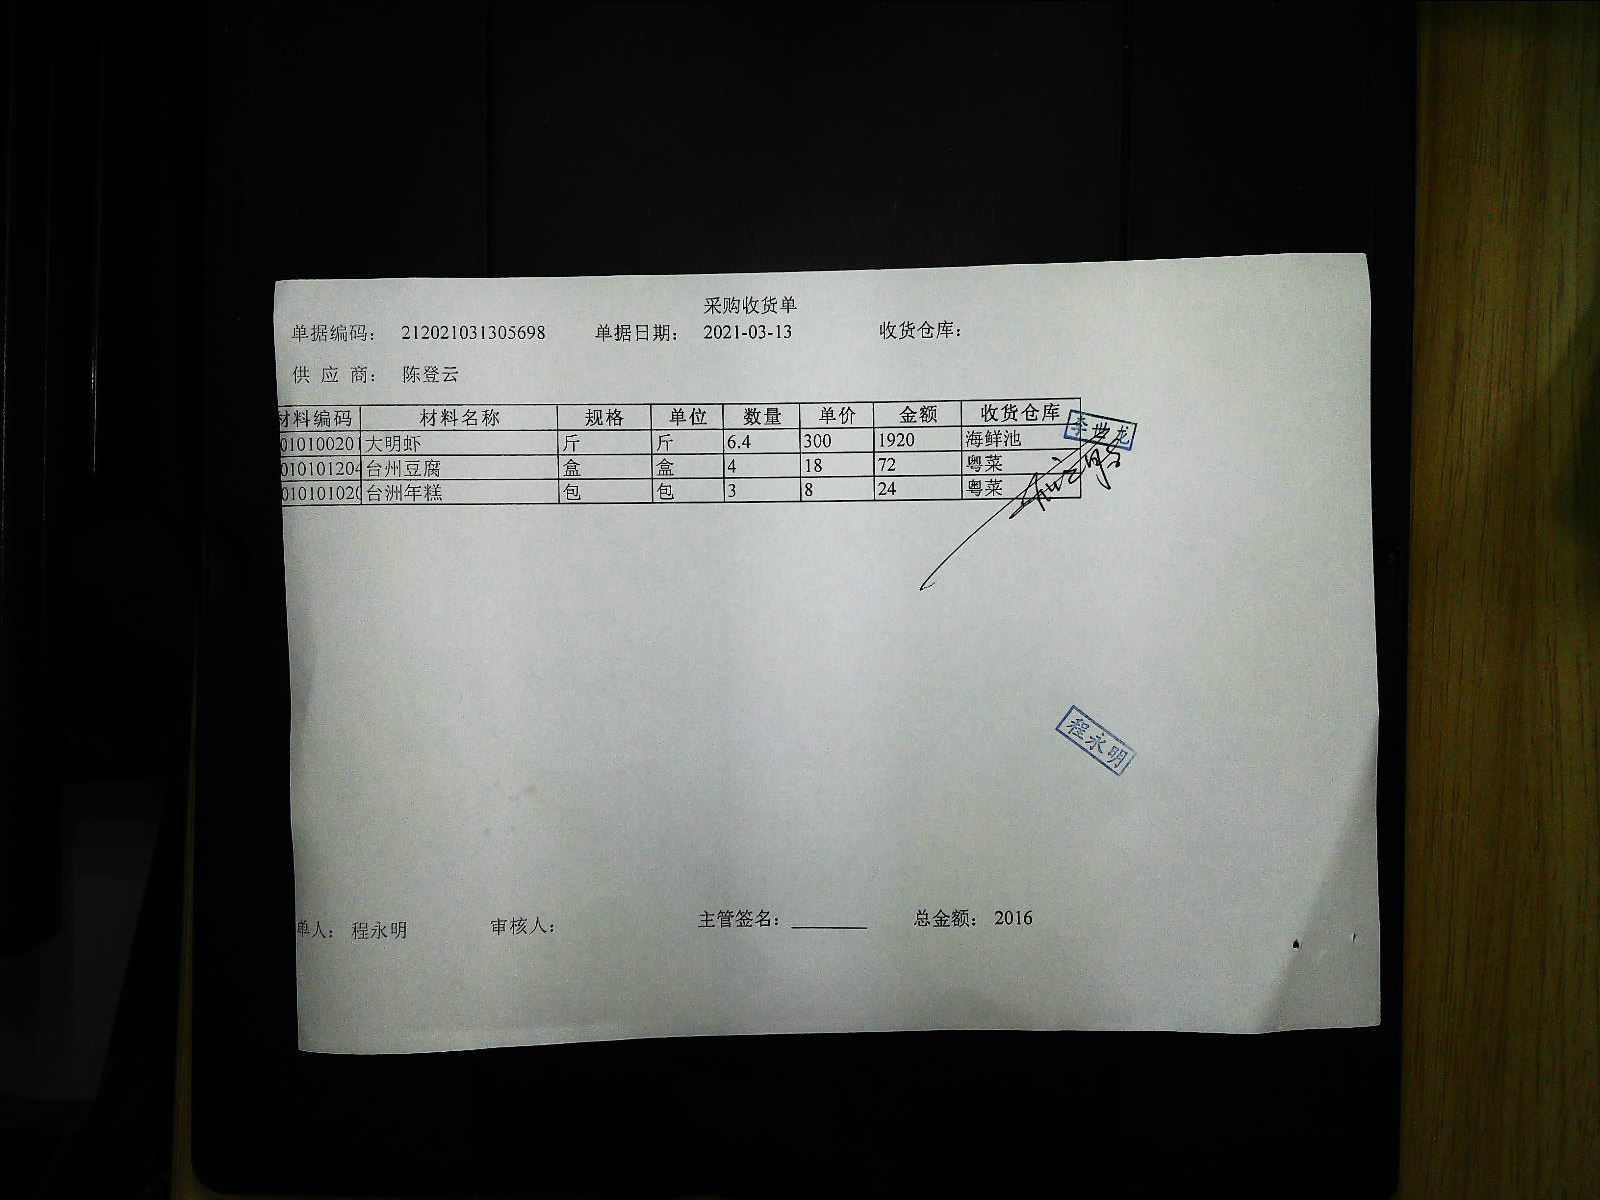 采购收货单
单据编码： 212021031305698 单据日期： 2021-03-13 收货仓库：
供 应 商： 陈登云
材料编码 材料名称 规格 单位 数量 单价 金额 收货仓库
010100201 大明虾 斤 斤 6.4 300 1920 海鲜池
010101204 台州豆腐 盒 盒 4 18 72 粤菜
010101020 台洲年糕 包 包 3 8 24 粤菜
李世龙
程永明
单人： 程永明 审核人： 主管签名： 总金额： 2016